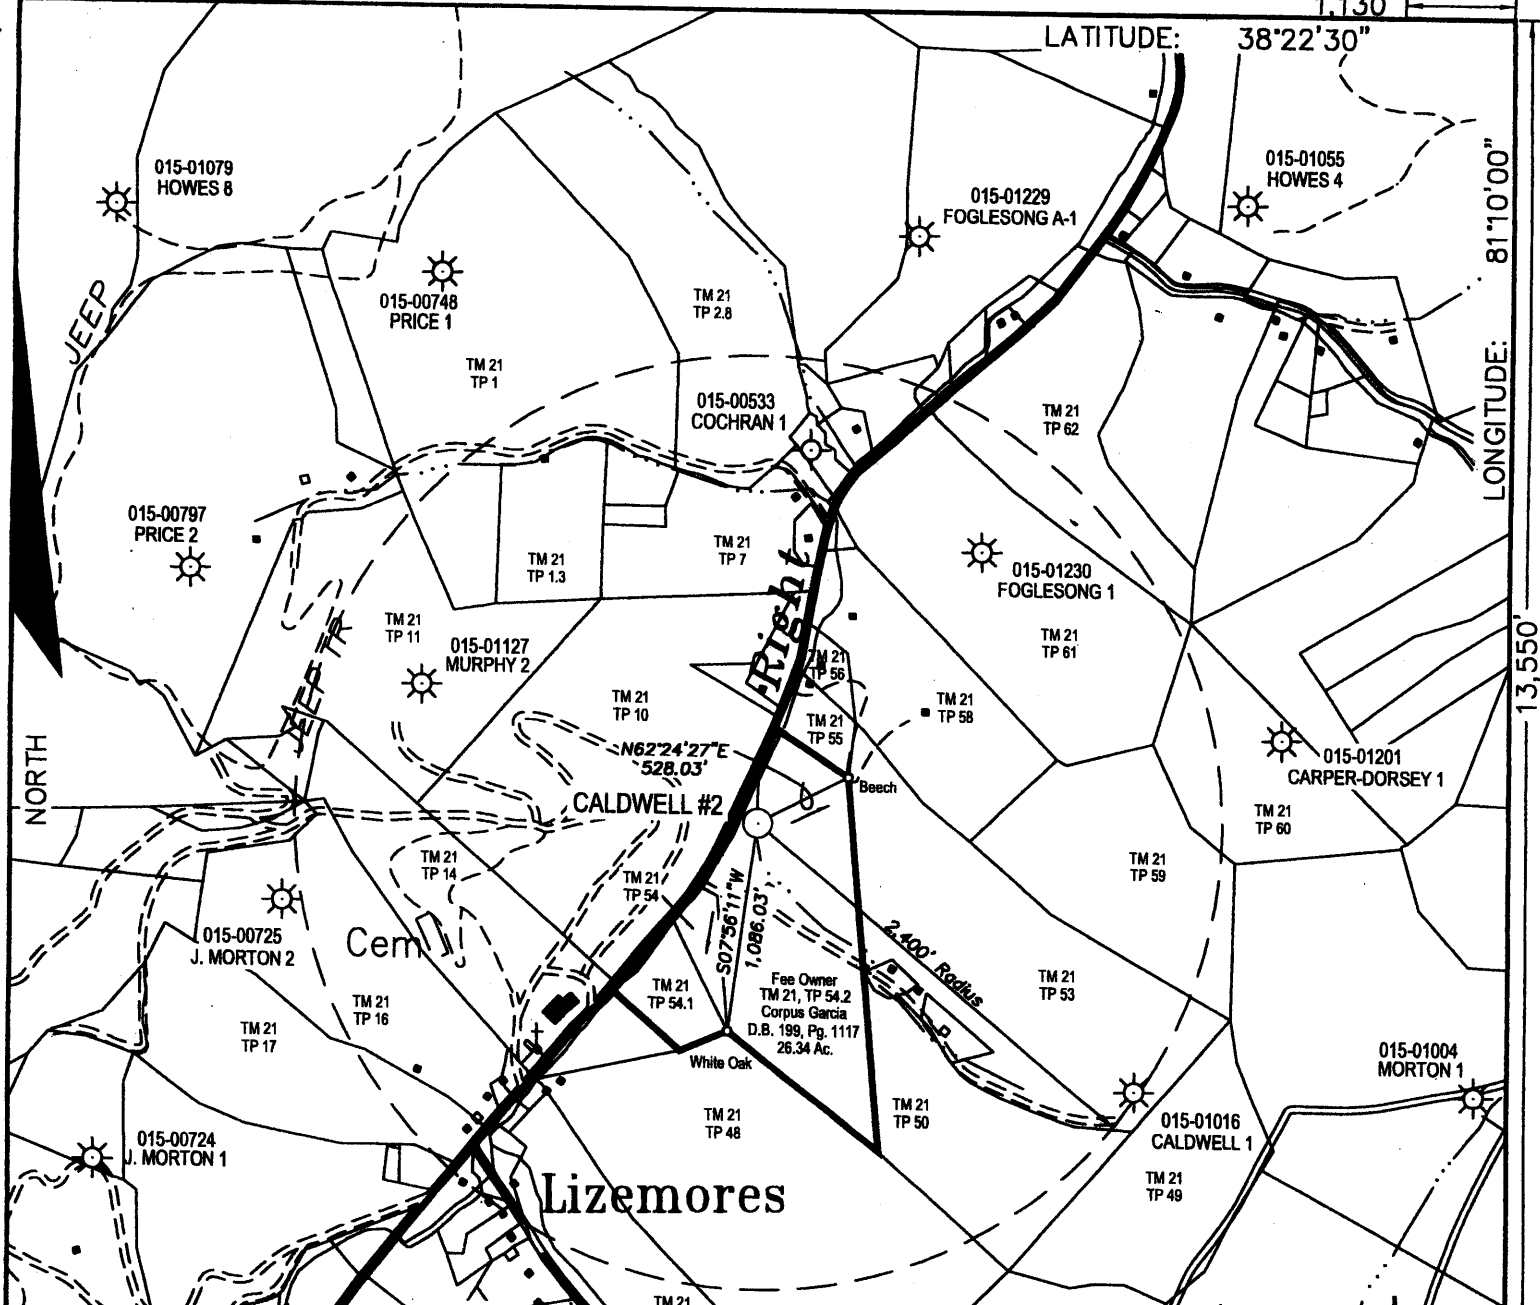 1,130
LATITUDE: 38°22'30"
015-01079
HOWES 8
015-01055
HOWES 4
015-01229
FOGLESONG A-1
81°10'00"
LONGITUDE:
JEEP
015-00748
PRICE 1
TM 21
TP 2.8
TM 21
TP 1
015-00533
COCHRAN 1
TM 21
TP 62
015-00797
PRICE 2
TM 21
TP 7
TM 21
TP 1.3
Right
015-01230
FOGLESONG 1
TM 21
TP 11
JEEP TR
015-01127
MURPHY 2
TM 21
TP 61
TM 21
TP 56
13,550'
TM 21
TP 10
TM 21
TP 55
TM 21
TP 58
NORTH
N62°24'27"E
528.03'
015-01201
CARPER-DORSEY 1
Beech
CALDWELL #2
TM 21
TP 60
TM 21
TP 14
TM 21
TP 54
TM 21
TP 59
S07°56'11"W
1,086.03'
015-00725
J. MORTON 2
Cem
2,400' Radius
TM 21
TP 54.1
Fee Owner
TM 21, TP 54.2
Corpus Garcia
D.B. 199, Pg. 1117
26.34 Ac.
TM 21
TP 53
TM 21
TP 16
TM 21
TP 17
White Oak
015-01004
MORTON 1
TM 21
TP 48
TM 21
TP 50
015-01016
CALDWELL 1
015-00724
J. MORTON 1
TM 21
TP 49
Lizemores
TM 21